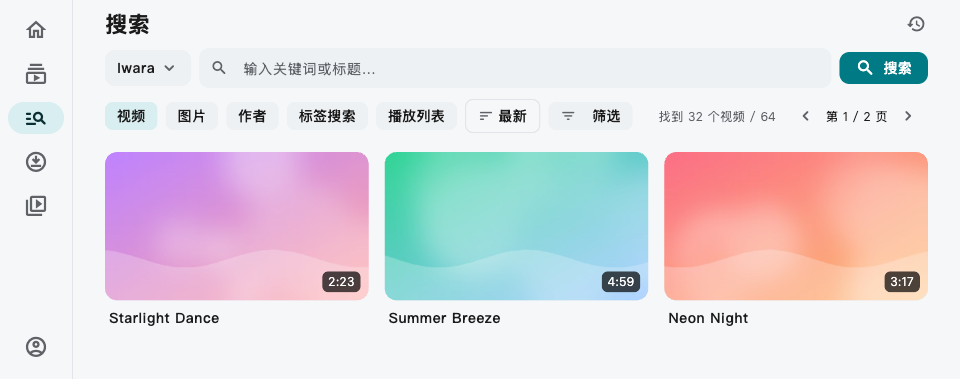 搜索
Iwara
输入关键词或标题...
搜索
视频 图片 作者 标签搜索 播放列表 最新 筛选 找到 32 个视频 / 64 第 1 / 2 页
2:23 4:59 3:17
Starlight Dance Summer Breeze Neon Night